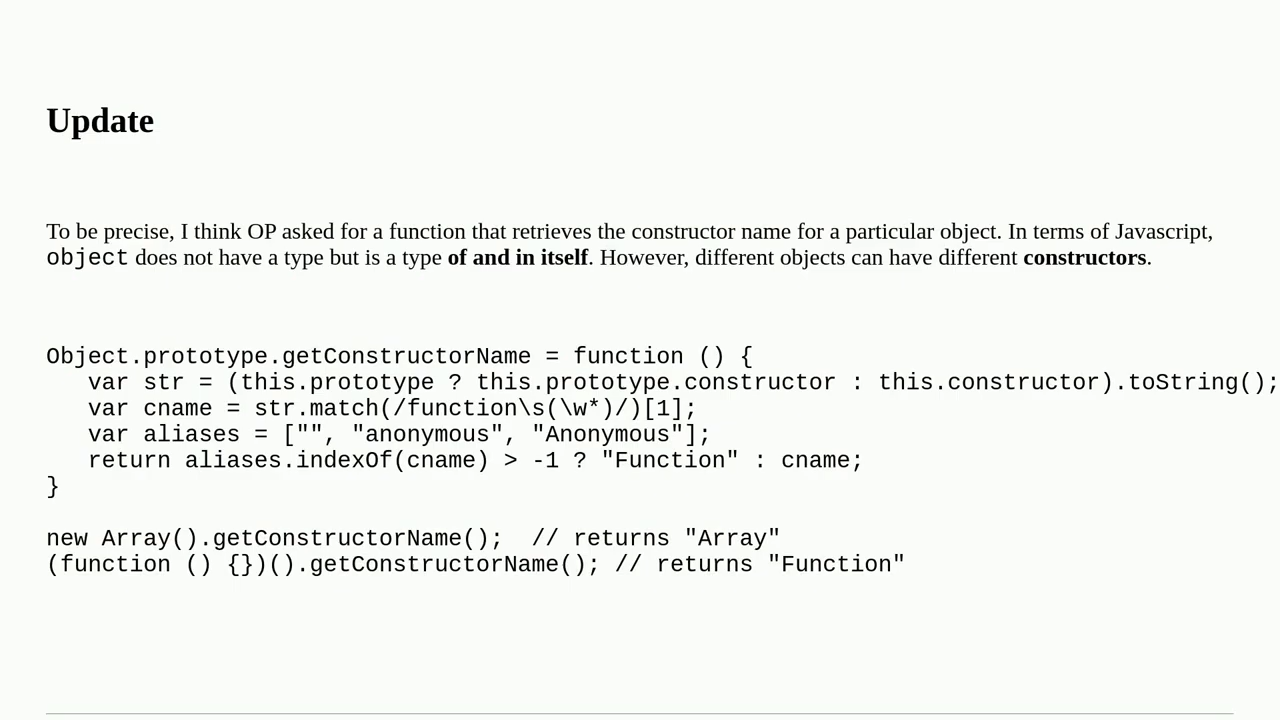 Update
To be precise, I think OP asked for a function that retrieves the constructor name for a particular object. In terms of Javascript,
object does not have a type but is a type of and in itself. However, different objects can have different constructors.
Object.prototype.getConstructorName = function () {
   var str = (this.prototype ? this.prototype.constructor : this.constructor).toString();
   var cname = str.match(/function\s(\w*)/)[1];
   var aliases = ["", "anonymous", "Anonymous"];
   return aliases.indexOf(cname) > -1 ? "Function" : cname;
}
new Array().getConstructorName();  // returns "Array"
(function () {})().getConstructorName(); // returns "Function"